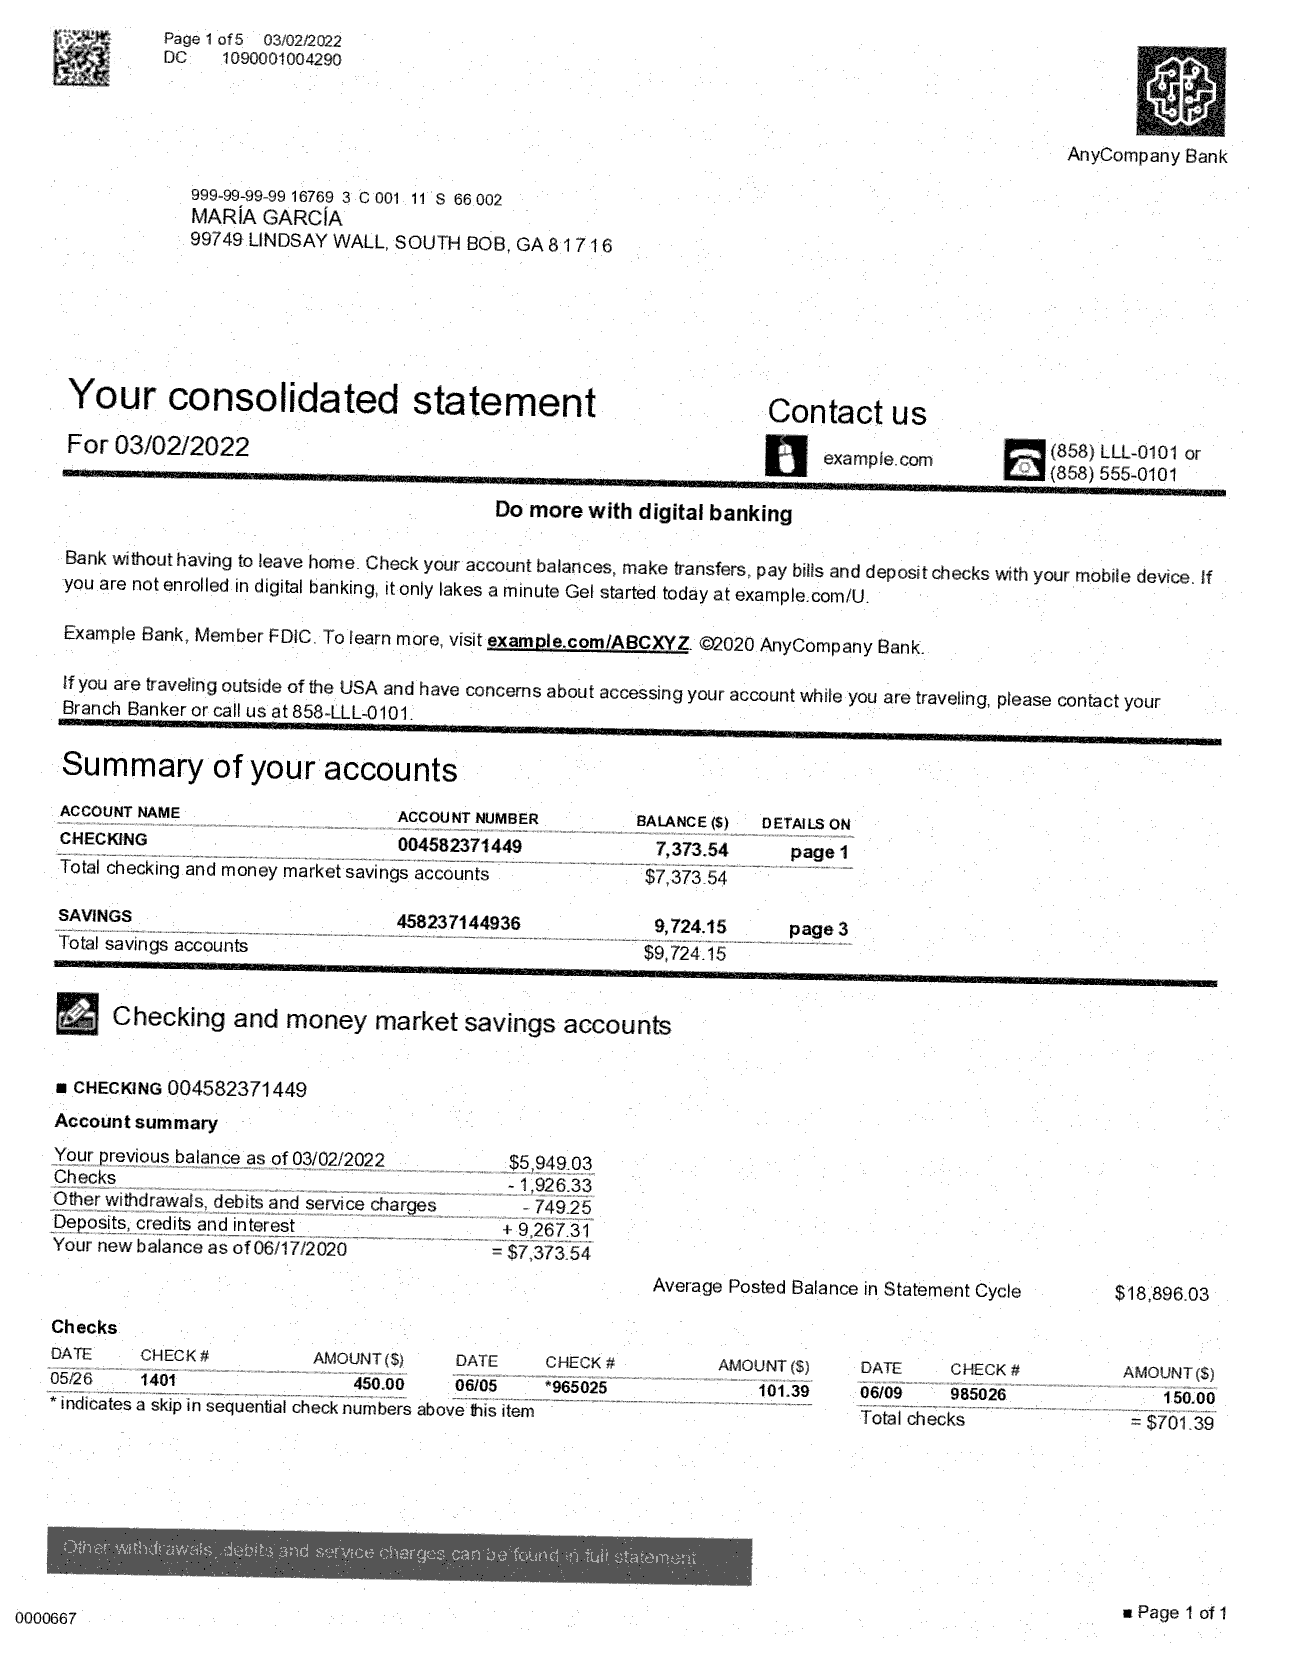 Page 1 of 5 03/02/2022
DC 1090001004290
AnyCompany Bank
999-99-99-99 16769 3 C 001 11 S 66 002
MARÍA GARCÍA
99749 LINDSAY WALL, SOUTH BOB, GA 81716
Your consolidated statement
For 03/02/2022
Contact us
example.com
(858) LLL-0101 or
(858) 555-0101
Do more with digital banking
Bank without having to leave home. Check your account balances, make transfers, pay bills and deposit checks with your mobile device. If
you are not enrolled in digital banking, it only lakes a minute Gel started today at example.com/U.
Example Bank, Member FDIC. To learn more, visit example.com/ABCXYZ. ©2020 AnyCompany Bank.
If you are traveling outside of the USA and have concerns about accessing your account while you are traveling, please contact your
Branch Banker or call us at 858-LLL-0101.
Summary of your accounts
ACCOUNT NAME ACCOUNT NUMBER BALANCE ($) DETAILS ON
CHECKING 004582371449 7,373.54 page 1
Total checking and money market savings accounts $7,373.54
SAVINGS 458237144936 9,724.15 page 3
Total savings accounts $9,724.15
Checking and money market savings accounts
■ CHECKING 004582371449
Account summary
Your previous balance as of 03/02/2022 $5,949.03
Checks - 1,926.33
Other withdrawals, debits and service charges - 749.25
Deposits, credits and interest + 9,267.31
Your new balance as of 06/17/2020 = $7,373.54
Average Posted Balance in Statement Cycle $18,896.03
Checks
DATE CHECK # AMOUNT ($) DATE CHECK # AMOUNT ($) DATE CHECK # AMOUNT ($)
05/26 1401 450.00 06/05 *965025 101.39 06/09 985026 150.00
* indicates a skip in sequential check numbers above this item Total checks = $701.39
Other withdrawals, debits and service charges can be found in full statement
0000667 ■ Page 1 of 1